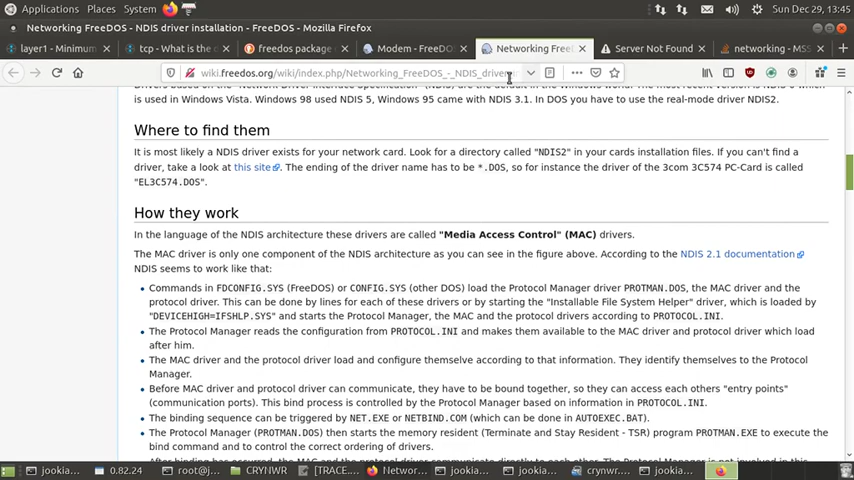 Applications Places System Sun Dec 29, 13:45
Networking FreeDOS - NDIS driver installation - FreeDOS - Mozilla Firefox
layer1 - Minimum
tcp - What is the d
freedos package
Modem - FreeDO
Networking Free
Server Not Found
networking - MS
wiki.freedos.org/wiki/index.php/Networking_FreeDOS_-_NDIS_driver
used in Windows Vista. Windows 98 used NDIS 5, Windows 95 came with NDIS 3.1. In DOS you have to use the real-mode driver NDIS2.
Where to find them
It is most likely a NDIS driver exists for your network card. Look for a directory called "NDIS2" in your cards installation files. If you can't find a
driver, take a look at this site. The ending of the driver name has to be *.DOS, so for instance the driver of the 3com 3C574 PC-Card is called
"EL3C574.DOS".
How they work
In the language of the NDIS architecture these drivers are called "Media Access Control" (MAC) drivers.
The MAC driver is only one component of the NDIS architecture as you can see in the figure above. According to the NDIS 2.1 documentation
NDIS seems to work like that:
Commands in FDCONFIG.SYS (FreeDOS) or CONFIG.SYS (other DOS) load the Protocol Manager driver PROTMAN.DOS, the MAC driver and the
protocol driver. This can be done by lines for each of these drivers or by starting the "Installable File System Helper" driver, which is loaded by
"DEVICEHIGH=IFSHLP.SYS" and starts the Protocol Manager, the MAC and the protocol drivers according to PROTOCOL.INI.
The Protocol Manager reads the configuration from PROTOCOL.INI and makes them available to the MAC driver and protocol driver which load
after him.
The MAC driver and the protocol driver load and configure themselve according to that information. They identify themselves to the Protocol
Manager.
Before MAC driver and protocol driver can communicate, they have to be bound together, so they can access each others "entry points"
(communication ports). This bind process is controlled by the Protocol Manager based on information in PROTOCOL.INI.
The binding sequence can be triggered by NET.EXE or NETBIND.COM (which can be done in AUTOEXEC.BAT).
The Protocol Manager (PROTMAN.DOS) then starts the memory resident (Terminate and Stay Resident - TSR) program PROTMAN.EXE to execute the
bind command and to control the correct ordering of drivers.
jookia...
0.82.24
root@j...
CRYNWR
[TRACE...
Networ...
jookia...
jookia...
crynwr...
jookia...